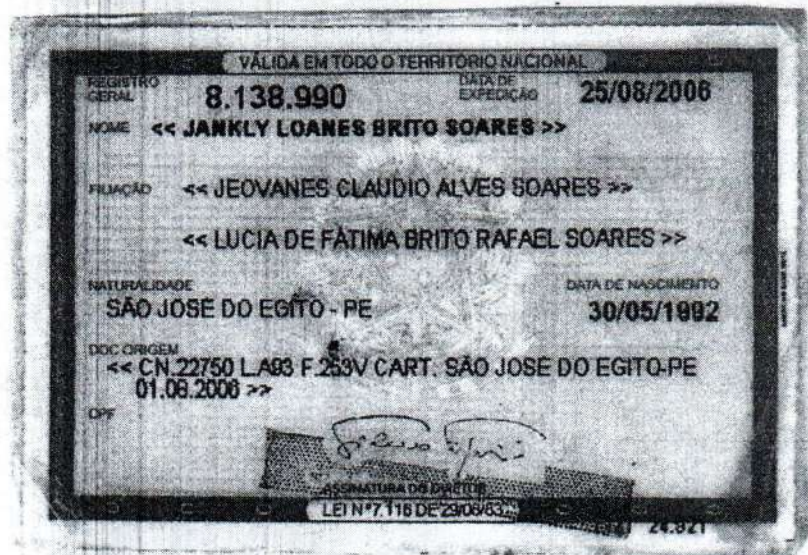 VÁLIDA EM TODO O TERRITÓRIO NACIONAL
REGISTRO GERAL 8.138.990 DATA DE EXPEDIÇÃO 25/08/2006
NOME << JANKLY LOANES BRITO SOARES >>
FILIAÇÃO << JEOVANES CLAUDIO ALVES SOARES >>
<< LUCIA DE FÁTIMA BRITO RAFAEL SOARES >>
NATURALIDADE DATA DE NASCIMENTO
SÃO JOSE DO EGITO - PE 30/05/1992
DOC ORIGEM
<< CN.22750 L.A93 F.253V CART. SÃO JOSE DO EGITO-PE
01.08.2006 >>
CPF
ASSINATURA DO DIRETOR
LEI Nº 7.116 DE 29/08/83
24.821